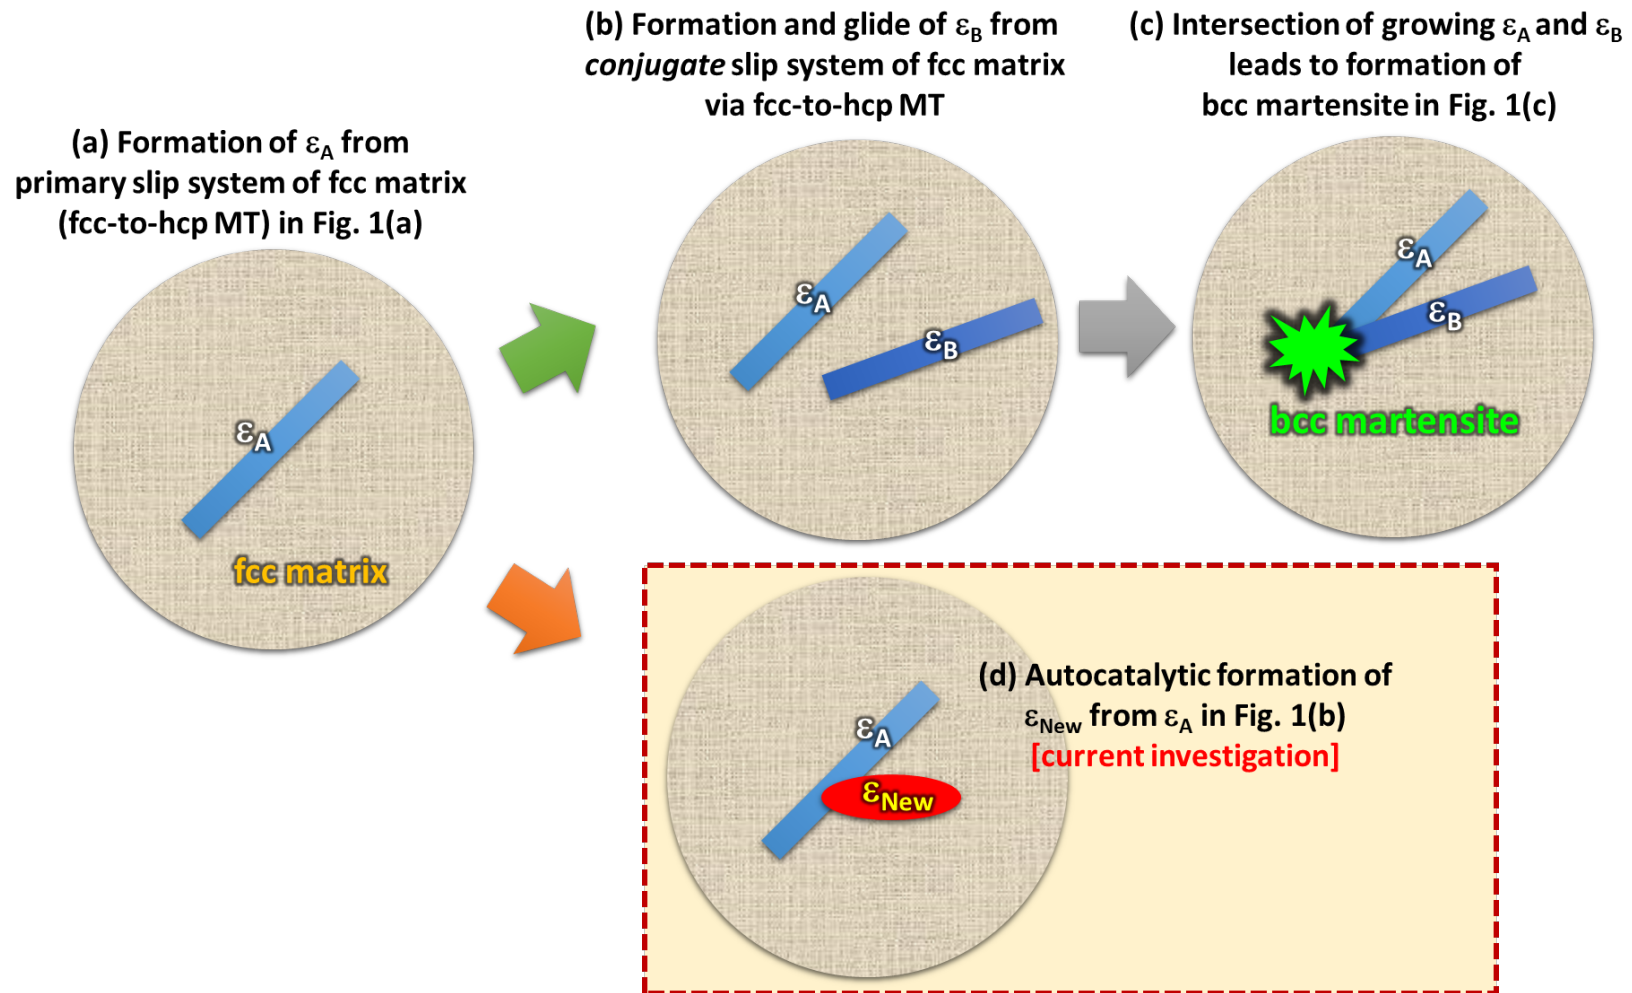 (a) Formation of εA from
primary slip system of fcc matrix
(fcc-to-hcp MT) in Fig. 1(a)
εA
fcc matrix
(b) Formation and glide of εB from
conjugate slip system of fcc matrix
via fcc-to-hcp MT
εA
εB
(c) Intersection of growing εA and εB
leads to formation of
bcc martensite in Fig. 1(c)
εA
εB
bcc martensite
(d) Autocatalytic formation of
εNew from εA in Fig. 1(b)
[current investigation]
εA
εNew